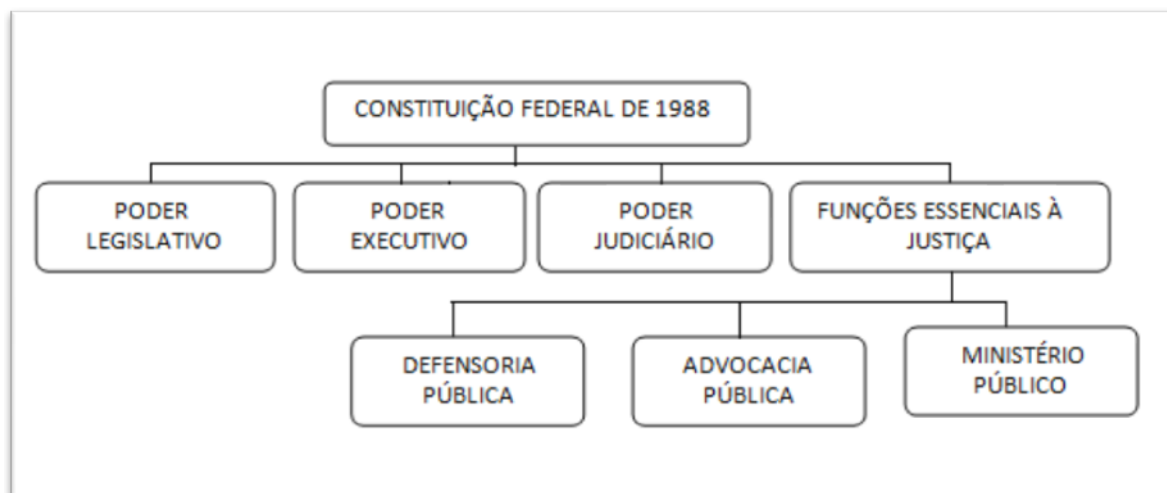 CONSTITUIÇÃO FEDERAL DE 1988
PODER
LEGISLATIVO
PODER
EXECUTIVO
PODER
JUDICIÁRIO
FUNÇÕES ESSENCIAIS À
JUSTIÇA
DEFENSORIA
PÚBLICA
ADVOCACIA
PÚBLICA
MINISTÉRIO
PÚBLICO